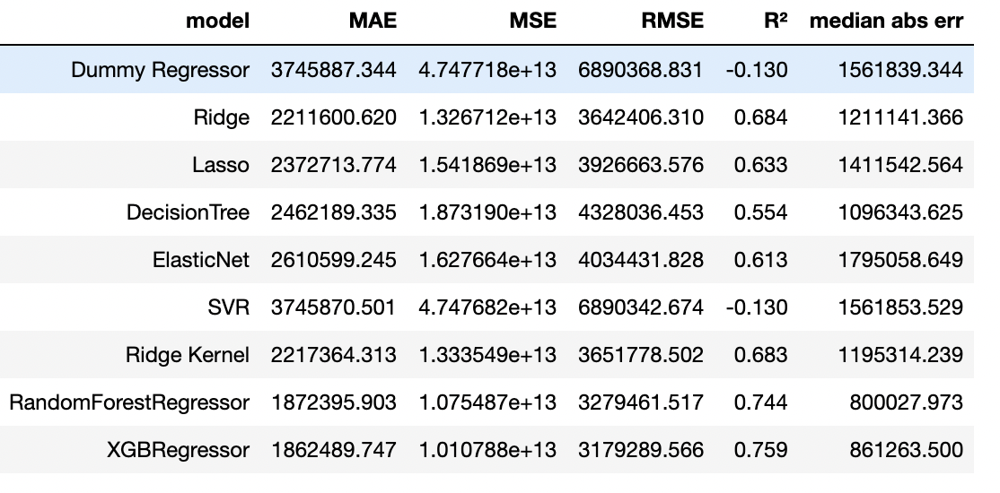 model MAE MSE RMSE R² median abs err
Dummy Regressor 3745887.344 4.747718e+13 6890368.831 -0.130 1561839.344
Ridge 2211600.620 1.326712e+13 3642406.310 0.684 1211141.366
Lasso 2372713.774 1.541869e+13 3926663.576 0.633 1411542.564
DecisionTree 2462189.335 1.873190e+13 4328036.453 0.554 1096343.625
ElasticNet 2610599.245 1.627664e+13 4034431.828 0.613 1795058.649
SVR 3745870.501 4.747682e+13 6890342.674 -0.130 1561853.529
Ridge Kernel 2217364.313 1.333549e+13 3651778.502 0.683 1195314.239
RandomForestRegressor 1872395.903 1.075487e+13 3279461.517 0.744 800027.973
XGBRegressor 1862489.747 1.010788e+13 3179289.566 0.759 861263.500